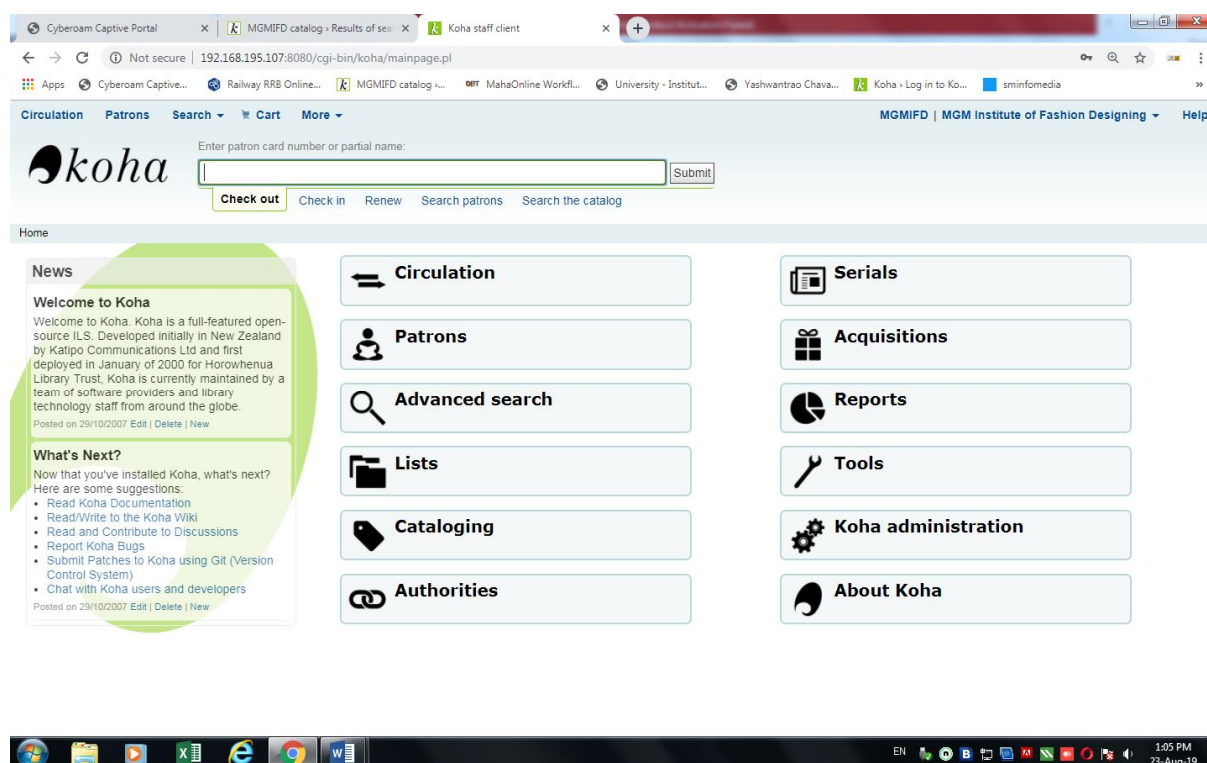 Cyberoam Captive Portal
MGMIFD catalog › Results of sea
Koha staff client
Not secure
192.168.195.107:8080/cgi-bin/koha/mainpage.pl
Apps Cyberoam Captive... Railway RRB Online... MGMIFD catalog ›... MahaOnline Workfl... University - Institut... Yashwantrao Chava... Koha › Log in to Ko... sminfomedia »
Circulation Patrons Search Cart More MGMIFD | MGM Institute of Fashion Designing Help
koha
Enter patron card number or partial name:
Submit
Check out Check in Renew Search patrons Search the catalog
Home
News
Welcome to Koha
Welcome to Koha. Koha is a full-featured open-
source ILS. Developed initially in New Zealand
by Katipo Communications Ltd and first
deployed in January of 2000 for Horowhenua
Library Trust, Koha is currently maintained by a
team of software providers and library
technology staff from around the globe.
Posted on 29/10/2007 Edit | Delete | New
What's Next?
Now that you've installed Koha, what's next?
Here are some suggestions:
• Read Koha Documentation
• Read/Write to the Koha Wiki
• Read and Contribute to Discussions
• Report Koha Bugs
• Submit Patches to Koha using Git (Version
Control System)
• Chat with Koha users and developers
Posted on 29/10/2007 Edit | Delete | New
Circulation
Patrons
Advanced search
Lists
Cataloging
Authorities
Serials
Acquisitions
Reports
Tools
Koha administration
About Koha
EN
1:05 PM
23-Aug-19